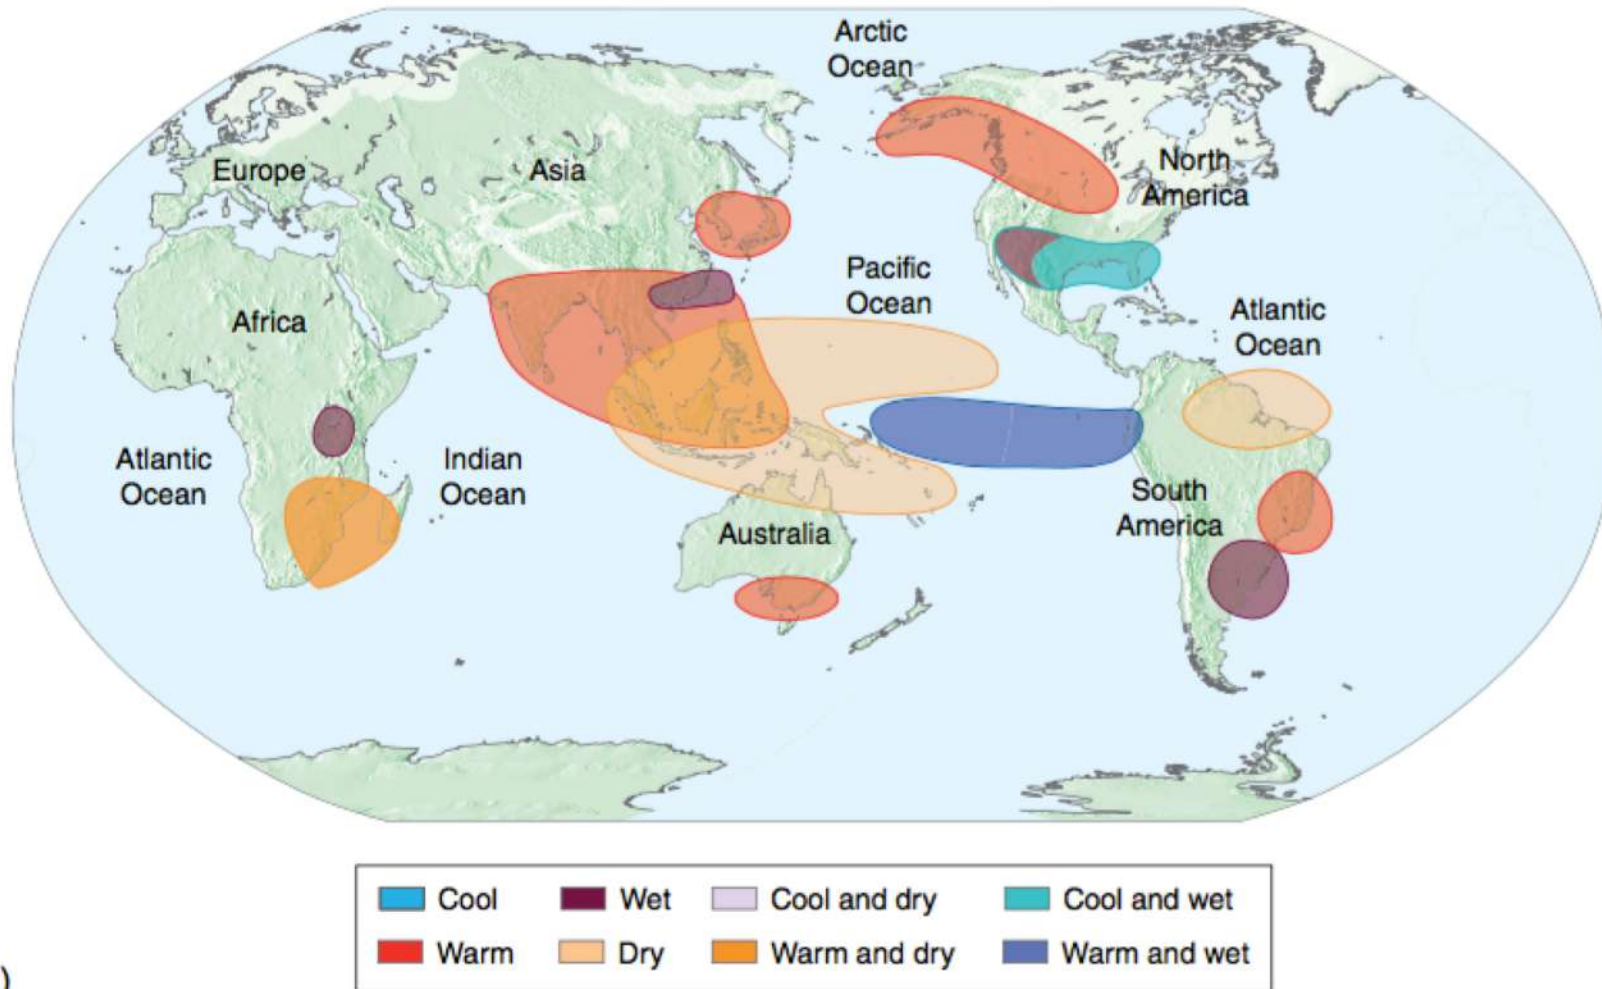 Arctic
Ocean
Europe
Asia
North
America
Pacific
Ocean
Africa
Atlantic
Ocean
Atlantic
Ocean
Indian
Ocean
South
America
Australia
Cool
Wet
Cool and dry
Cool and wet
Warm
Dry
Warm and dry
Warm and wet
)